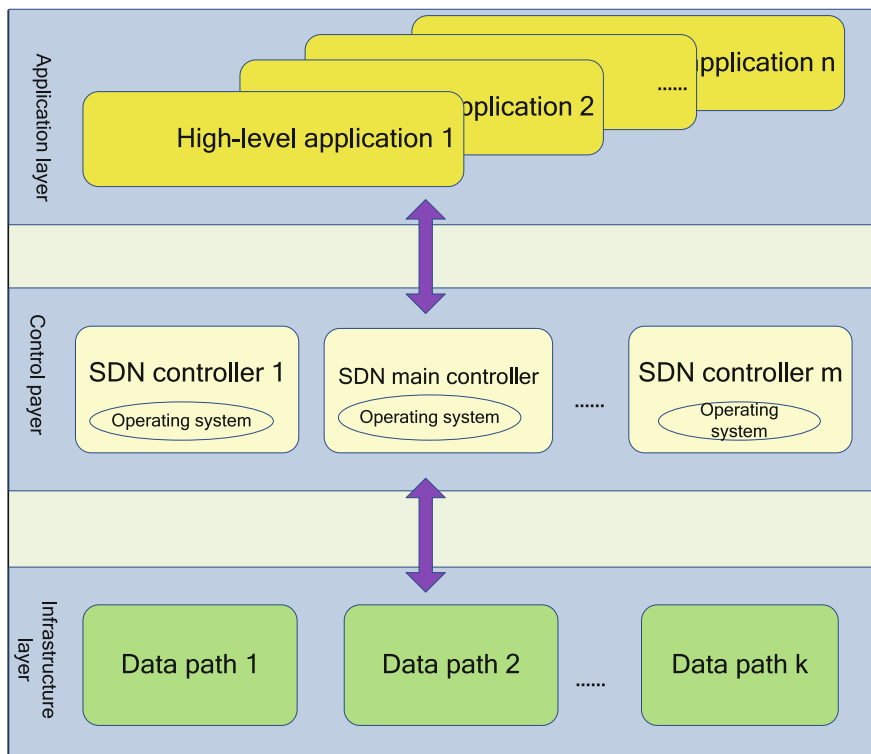 Application layer
application n
......
application 2
High-level application 1
Control payer
SDN controller 1
Operating system
SDN main controller
Operating system
......
SDN controller m
Operating
system
Infrastructure
layer
Data path 1
Data path 2
......
Data path k